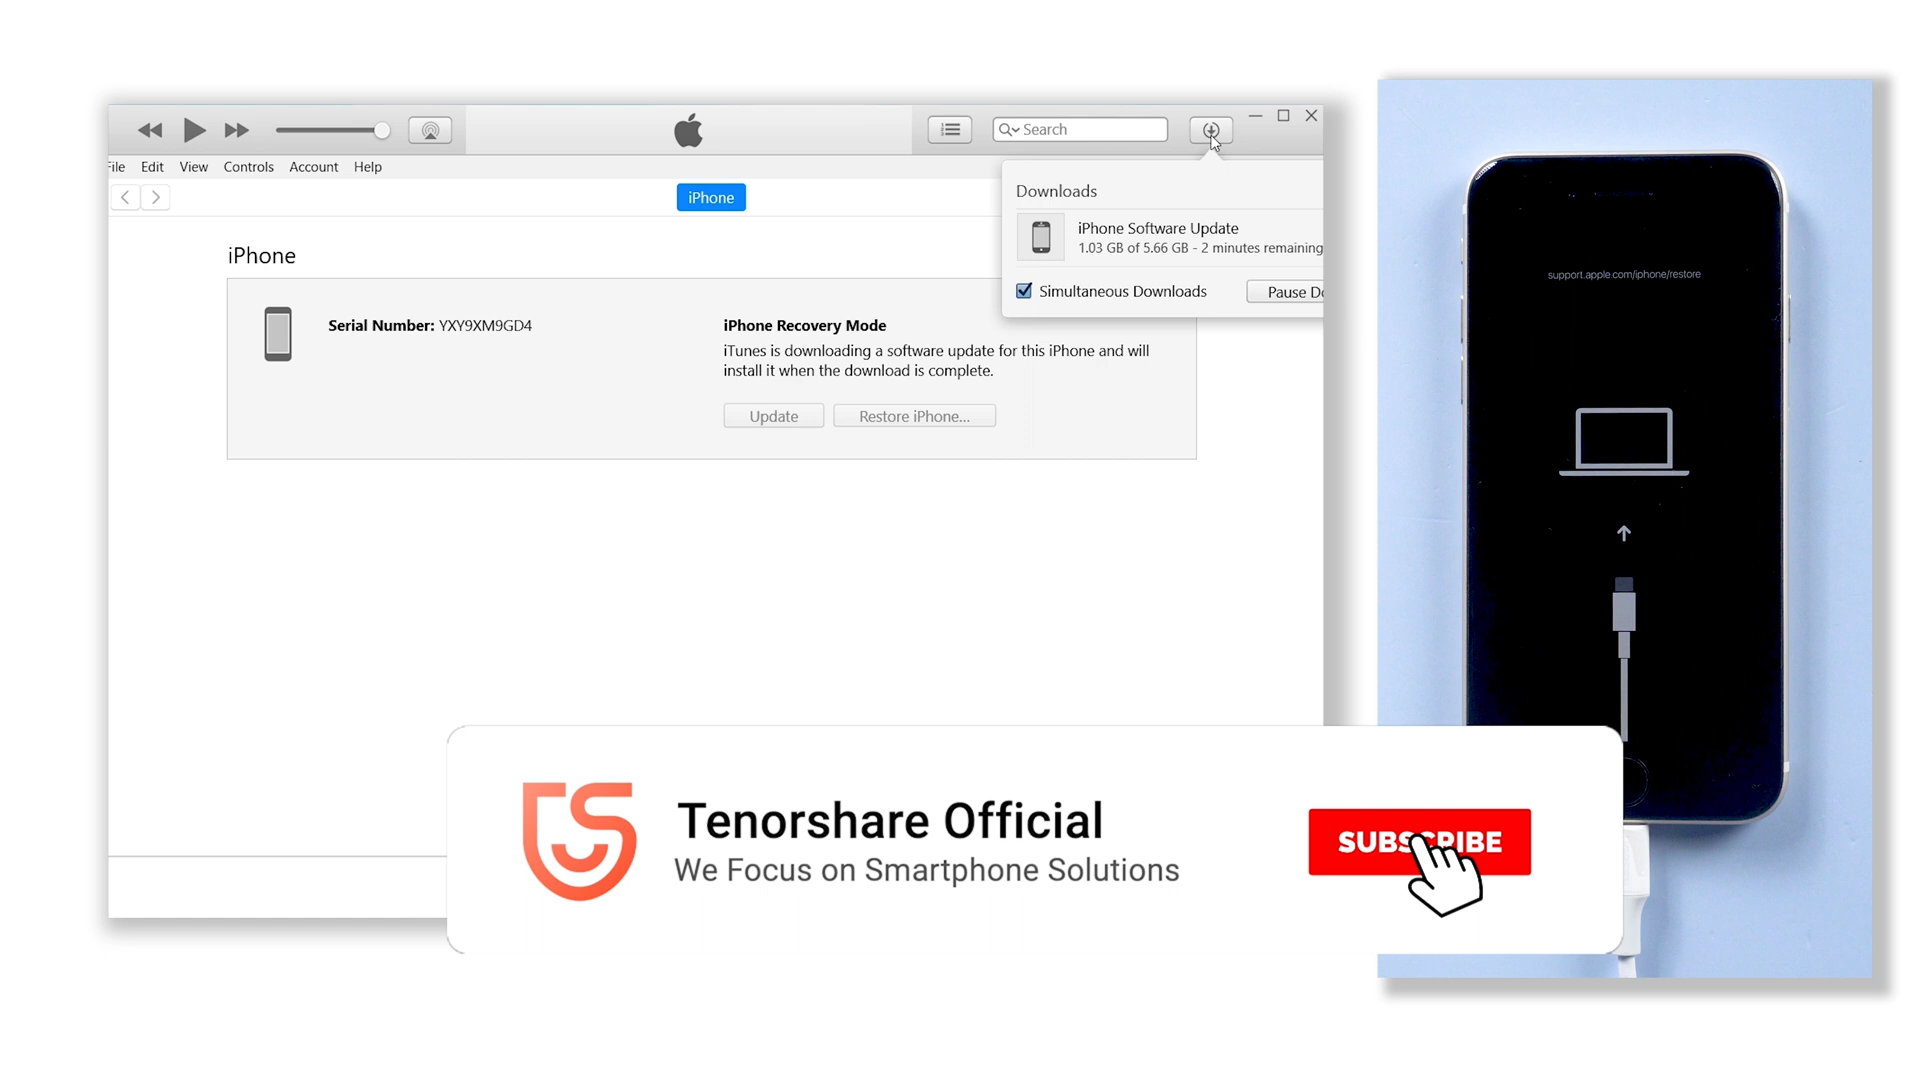 Search
File Edit View Controls Account Help
iPhone
Downloads
iPhone Software Update
1.03 GB of 5.66 GB - 2 minutes remaining
Simultaneous Downloads
Pause Do
iPhone
Serial Number: YXY9XM9GD4
iPhone Recovery Mode
iTunes is downloading a software update for this iPhone and will
install it when the download is complete.
Update
Restore iPhone...
support.apple.com/iphone/restore
Tenorshare Official
We Focus on Smartphone Solutions
SUBSCRIBE